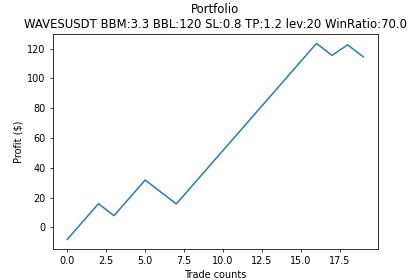 Portfolio
WAVESUSDT BBM:3.3 BBL:120 SL:0.8 TP:1.2 lev:20 WinRatio:70.0
120
100
80
60
40
20
0
Profit ($)
0.0 2.5 5.0 7.5 10.0 12.5 15.0 17.5
Trade counts